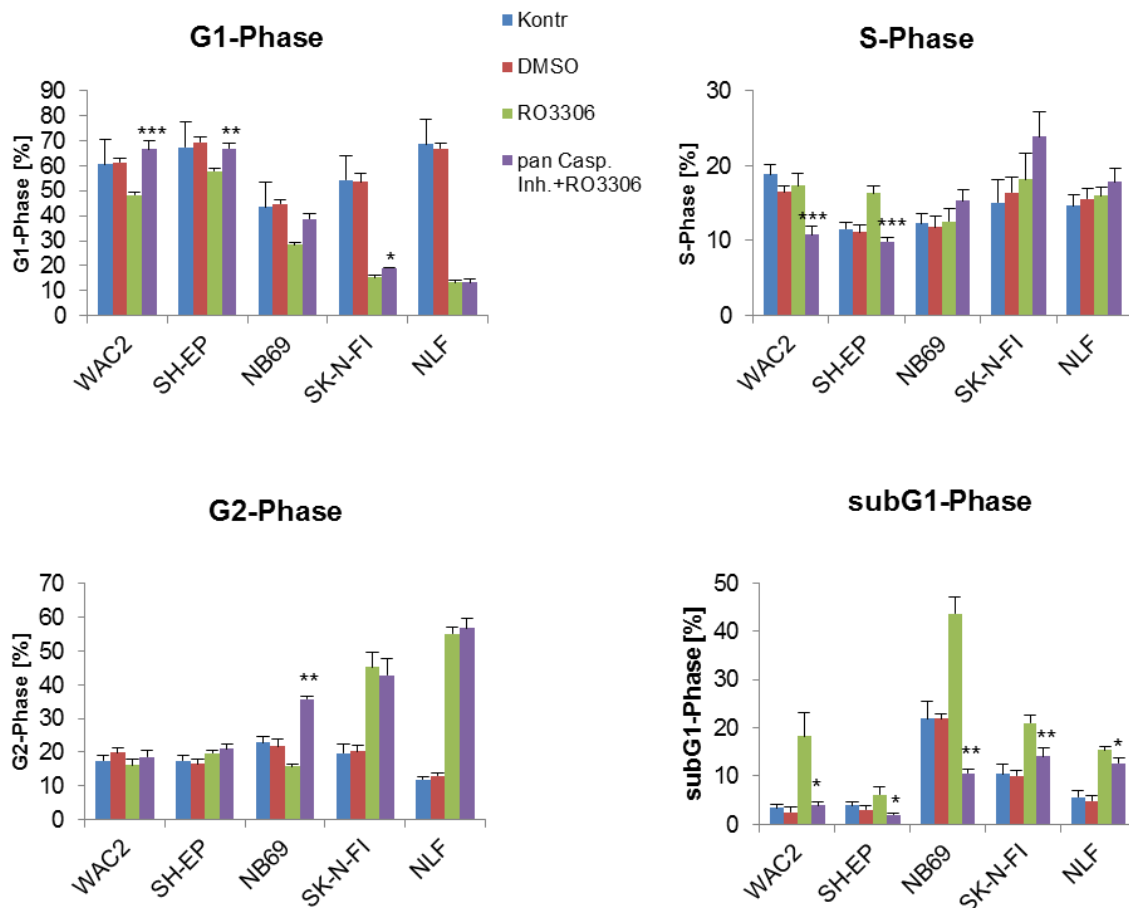 G1-Phase
G1-Phase [%]
90
80
70
60
50
40
30
20
10
0
***
**
*
WAC2
SH-EP
NB69
SK-N-FI
NLF
Kontr
DMSO
RO3306
pan Casp.
Inh.+RO3306
S-Phase
S-Phase [%]
30
20
10
0
***
***
WAC2
SH-EP
NB69
SK-N-FI
NLF
G2-Phase
G2-Phase [%]
70
60
50
40
30
20
10
0
**
WAC2
SH-EP
NB69
SK-N-FI
NLF
subG1-Phase
subG1-Phase [%]
50
40
30
20
10
0
*
*
**
**
*
WAC2
SH-EP
NB69
SK-N-FI
NLF